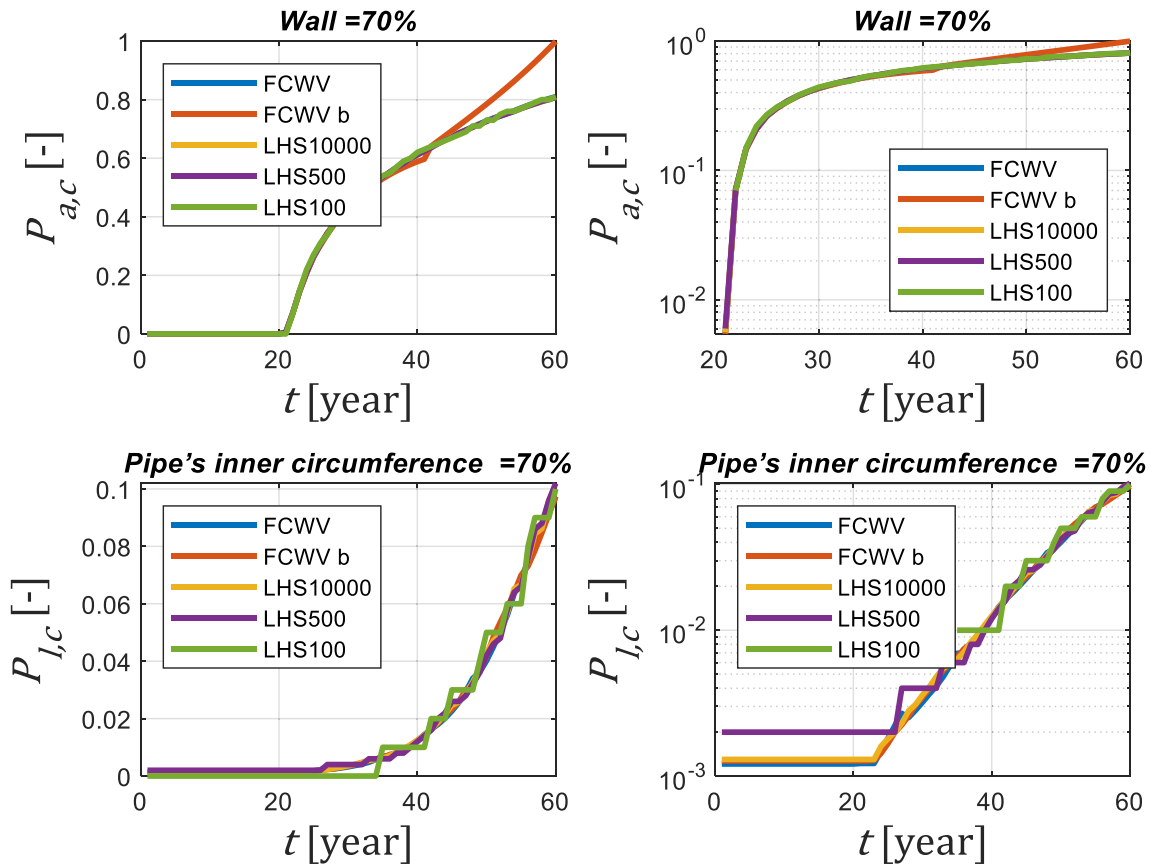 Wall =70%
1
0.8
0.6
0.4
0.2
0
P a,c [-]
FCWV
FCWV b
LHS10000
LHS500
LHS100
0 20 40 60
t [year]
Wall =70%
10^0
10^-1
10^-2
P a,c [-]
FCWV
FCWV b
LHS10000
LHS500
LHS100
20 30 40 50 60
t [year]
Pipe’s inner circumference =70%
0.1
0.08
0.06
0.04
0.02
0
P l,c [-]
FCWV
FCWV b
LHS10000
LHS500
LHS100
0 20 40 60
t [year]
Pipe’s inner circumference =70%
10^-1
10^-2
10^-3
P l,c [-]
FCWV
FCWV b
LHS10000
LHS500
LHS100
0 20 40 60
t [year]